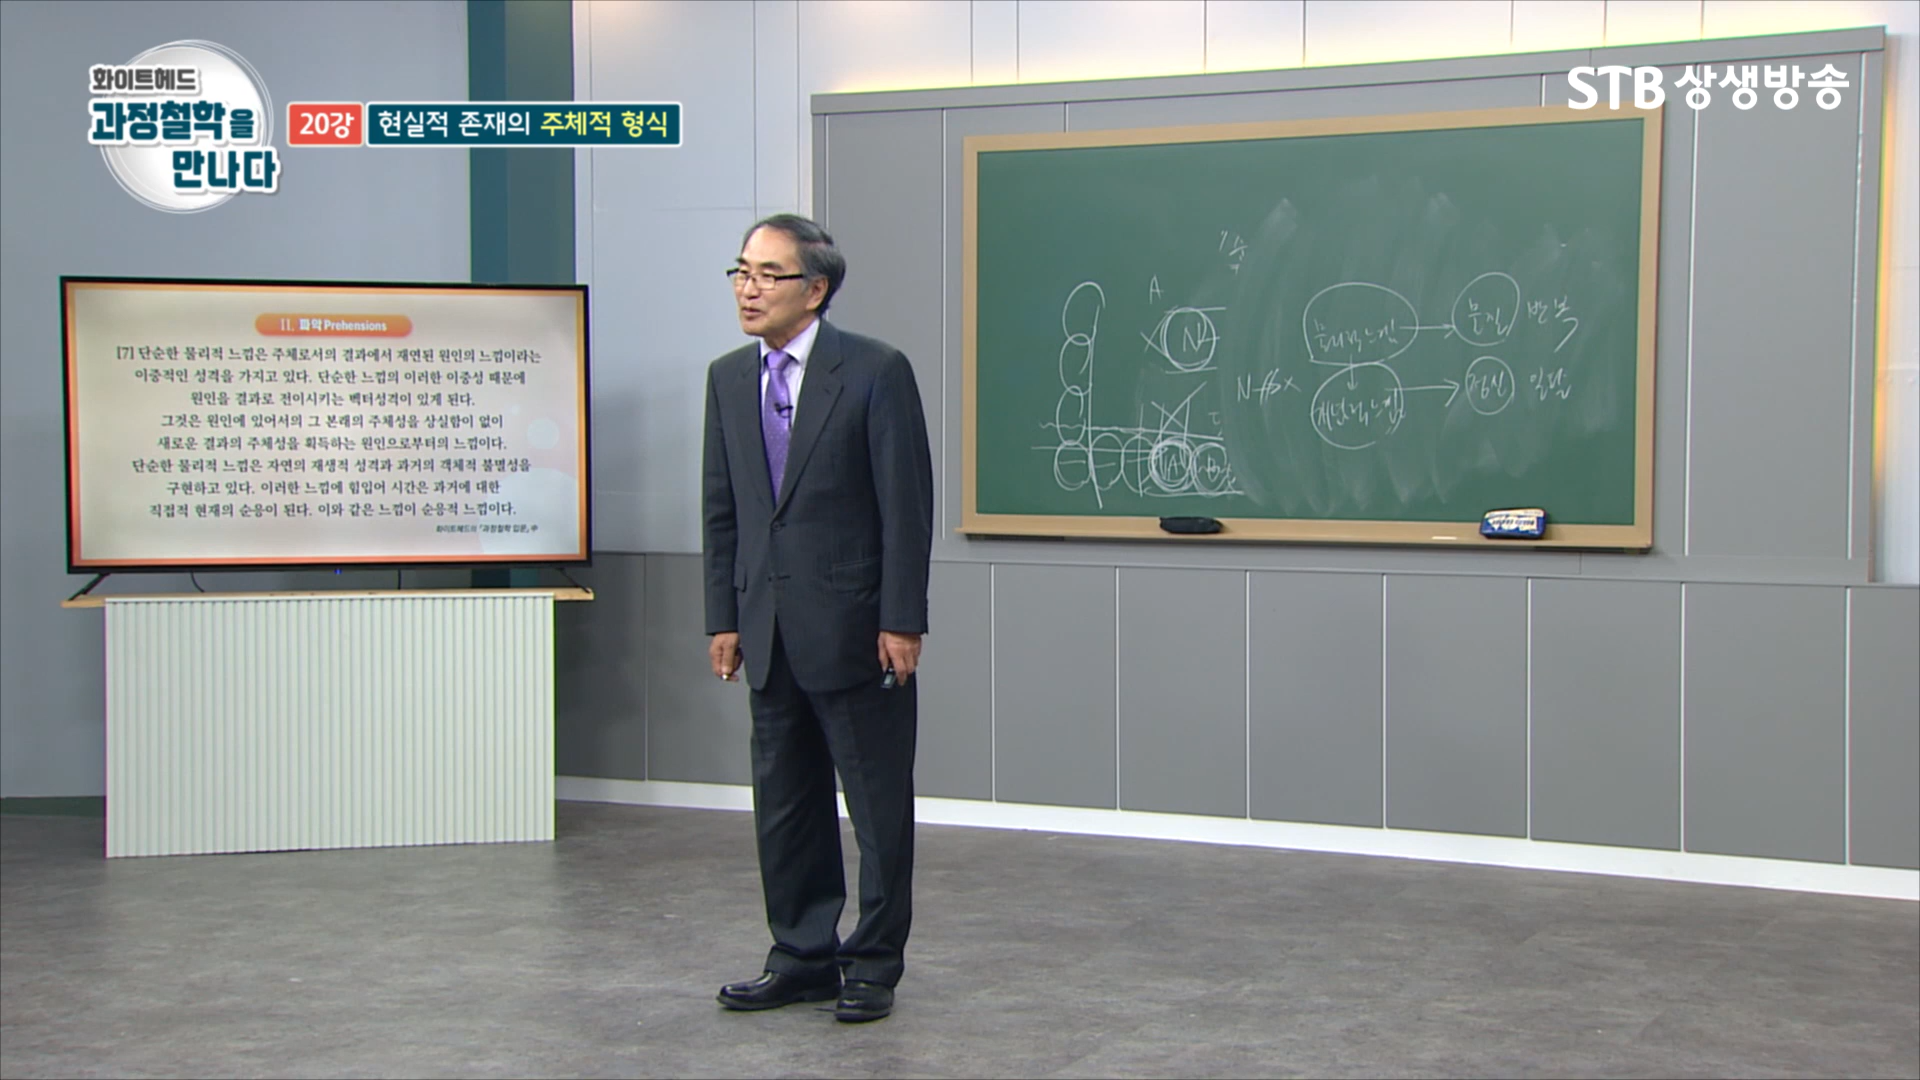 화이트헤드
과정철학을
만나다
20강 현실적 존재의 주체적 형식
STB상생방송
II. 파악 Prehensions
[7] 단순한 물리적 느낌은 주체로서의 결과에서 재연된 원인의 느낌이라는
이중적인 성격을 가지고 있다. 단순한 느낌의 이러한 이중성 때문에
원인을 결과로 전이시키는 벡터성격이 있게 된다.
그것은 원인에 있어서의 그 본래의 주체성을 상실함이 없이
새로운 결과의 주체성을 획득하는 원인으로부터의 느낌이다.
단순한 물리적 느낌은 자연의 재생적 성격과 과거의 객체적 불멸성을
구현하고 있다. 이러한 느낌에 힘입어 시간은 과거에 대한
직접적 현재의 순응이 된다. 이와 같은 느낌이 순응적 느낌이다.
화이트헤드의 「과정철학 입문」中
A
N
물리적 느낌
물질
반복
개념적 느낌
정신
일탈
A